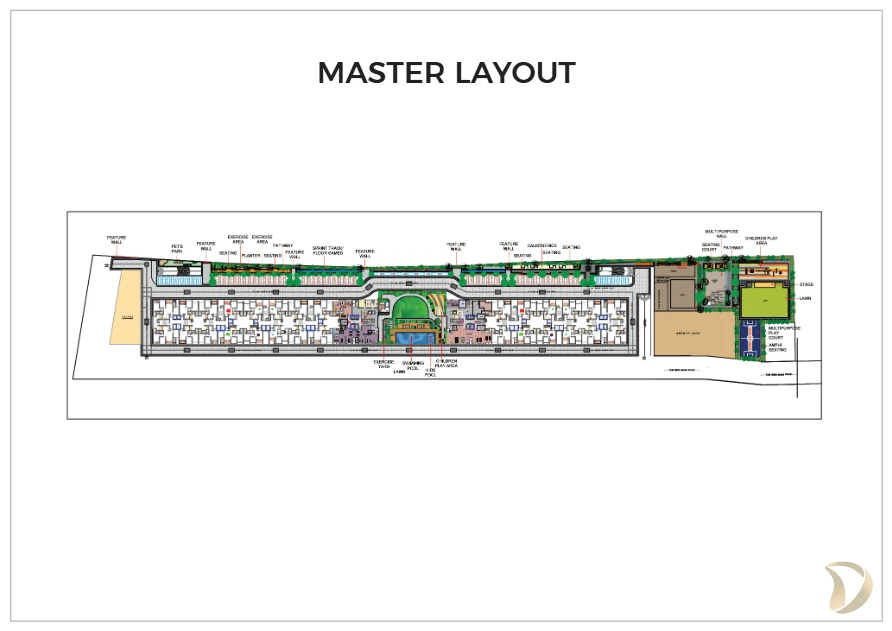 MASTER LAYOUT
FEATURE
WALL
PETS
PARK
FEATURE
WALL
EXERCISE
AREA
EXERCISE
AREA
SEATING
PLANTER
SEATING
PATHWAY
FEATURE
WALL
SPRINT TRACK/
FLOOR GAMES
FEATURE
WALL
FEATURE
WALL
FEATURE
WALL
CALISTHENICS
SEATING
SEATING
SEATING
MULTIPURPOSE
HALL
SEATING
COURT
PATHWAY
CHILDREN PLAY
AREA
STAGE
LAWN
MULTIPURPOSE
PLAY
COURT
AMPHI
SEATING
EXERCISE
YARD
LAWN
SWIMMING
POOL
KIDS
POOL
CHILDREN
PLAY AREA